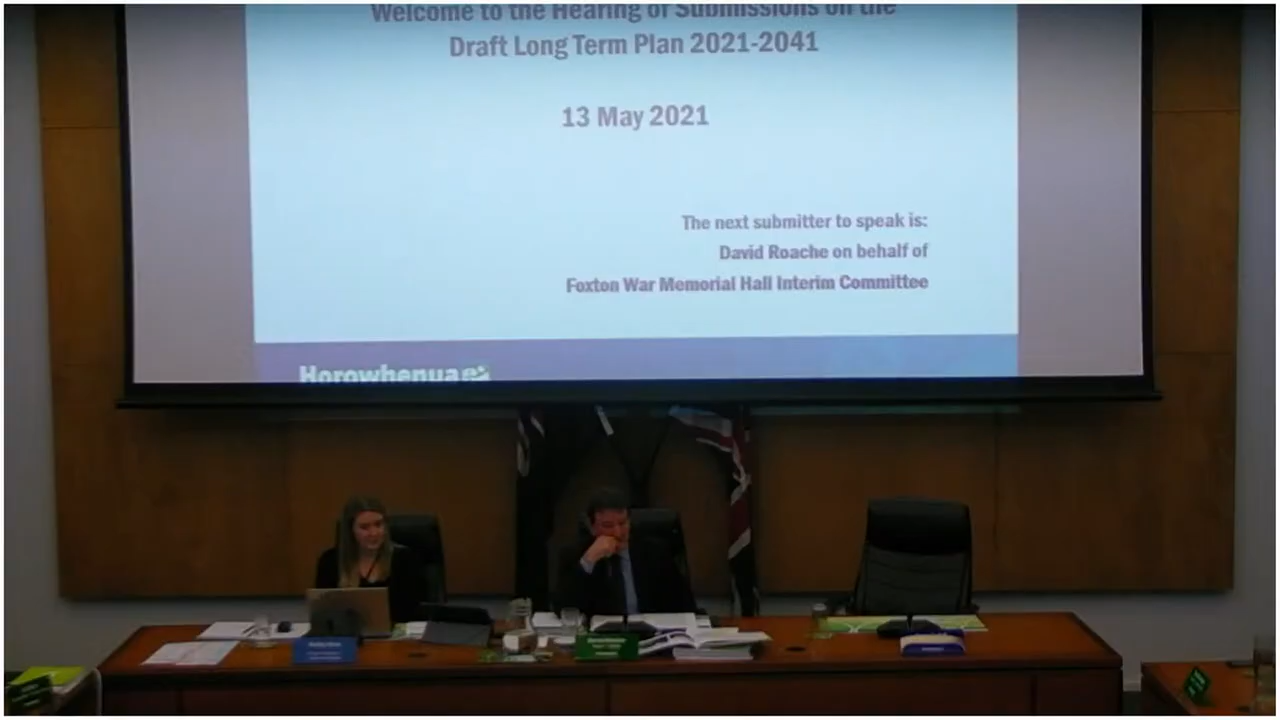 Welcome to the Hearing of Submissions on the
Draft Long Term Plan 2021-2041
13 May 2021
The next submitter to speak is:
David Roache on behalf of
Foxton War Memorial Hall Interim Committee
Horowhenua